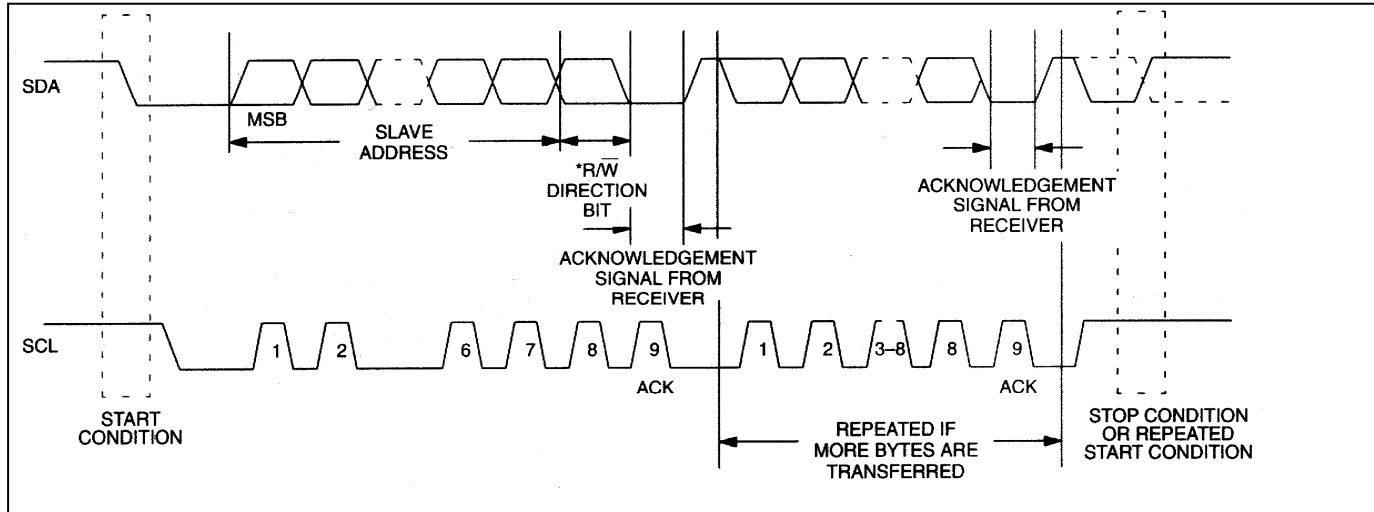 SDA
MSB
SLAVE
ADDRESS
*R/W̅
DIRECTION
BIT
ACKNOWLEDGEMENT
SIGNAL FROM
RECEIVER
ACKNOWLEDGEMENT
SIGNAL FROM
RECEIVER
SCL
1 2 6 7 8 9 1 2 3–8 8 9
ACK ACK
START
CONDITION
REPEATED IF
MORE BYTES ARE
TRANSFERRED
STOP CONDITION
OR REPEATED
START CONDITION